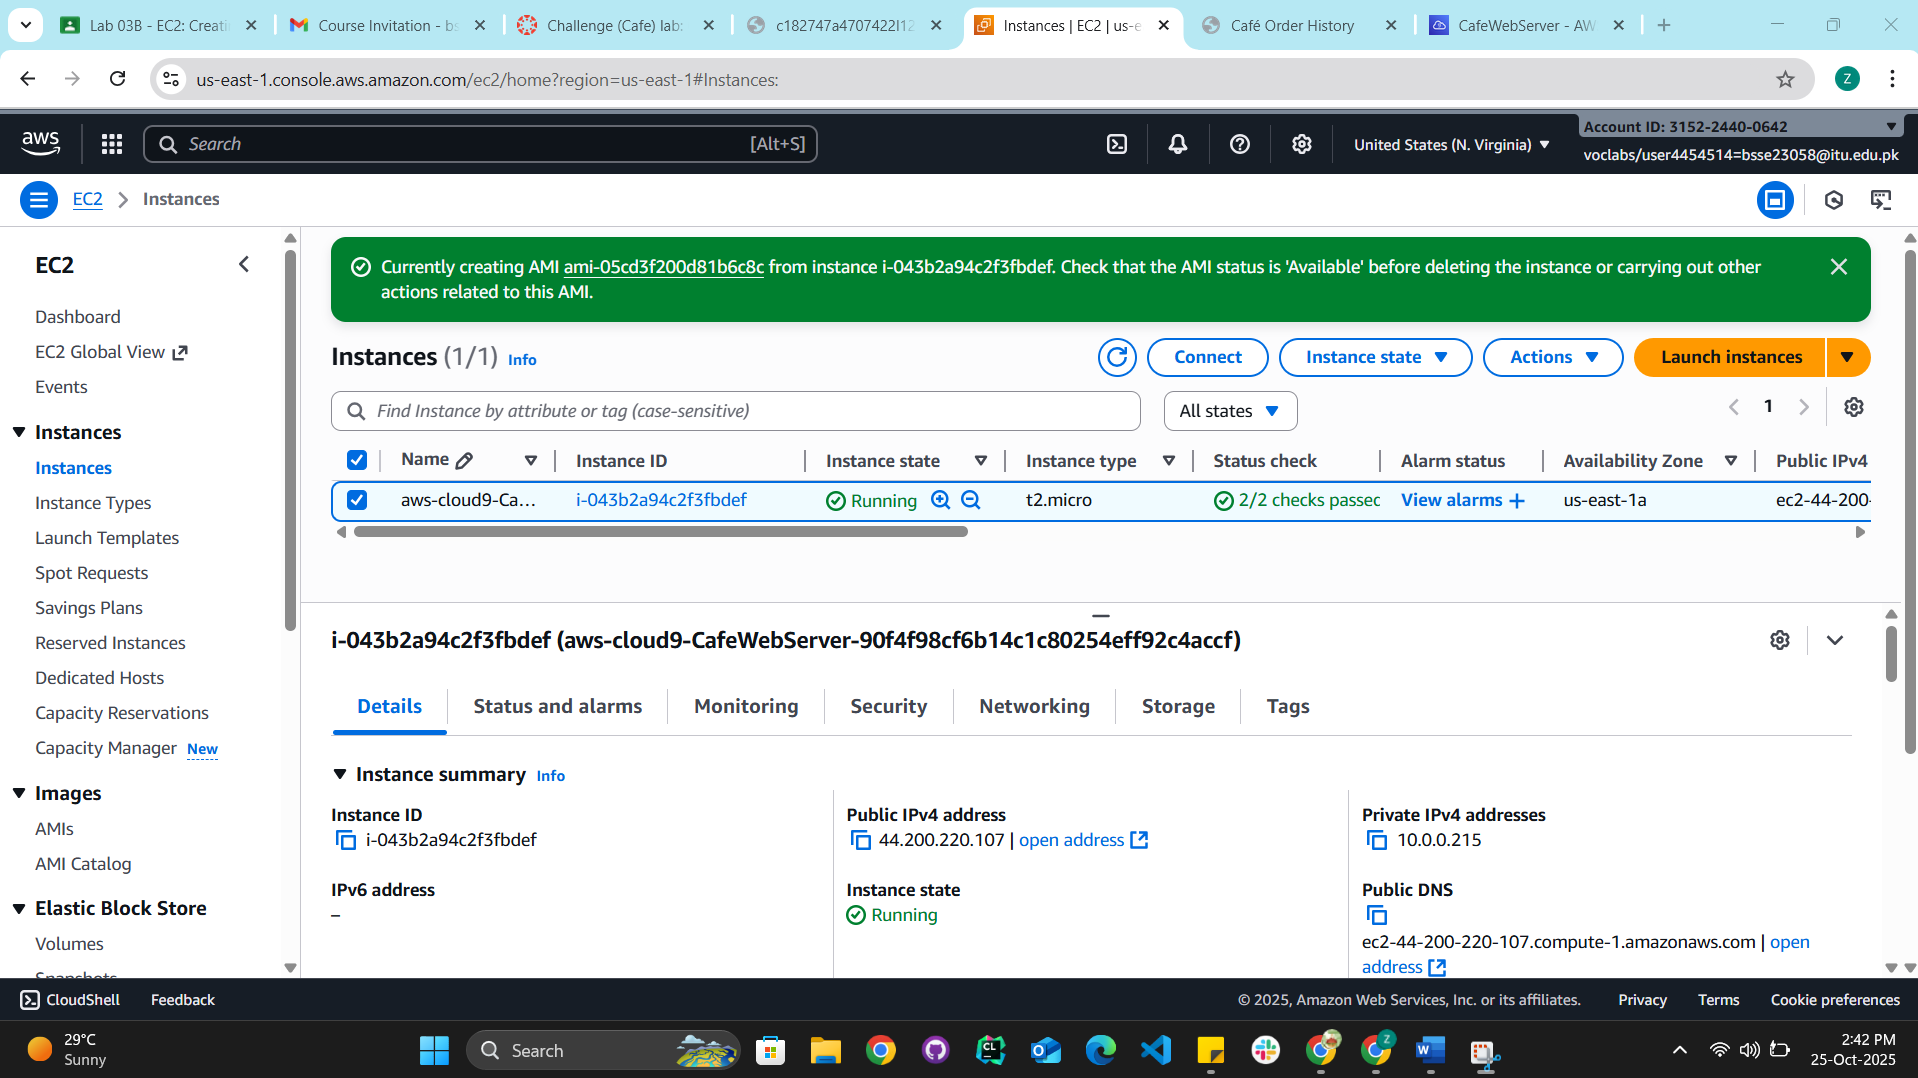 Lab 03B - EC2: Creati
Course Invitation - bs
Challenge (Cafe) lab:
c182747a4707422l12
Instances | EC2 | us-e
Café Order History
CafeWebServer - AW
us-east-1.console.aws.amazon.com/ec2/home?region=us-east-1#Instances:
Z
aws
Search
[Alt+S]
United States (N. Virginia)
Account ID: 3152-2440-0642
voclabs/user4454514=bsse23058@itu.edu.pk
EC2
Instances
EC2
Dashboard
EC2 Global View
Events
Instances
Instances
Instance Types
Launch Templates
Spot Requests
Savings Plans
Reserved Instances
Dedicated Hosts
Capacity Reservations
Capacity Manager New
Images
AMIs
AMI Catalog
Elastic Block Store
Volumes
Snapshots
Currently creating AMI ami-05cd3f200d81b6c8c from instance i-043b2a94c2f3fbdef. Check that the AMI status is 'Available' before deleting the instance or carrying out other
actions related to this AMI.
Instances (1/1) Info
Connect
Instance state
Actions
Launch instances
Find Instance by attribute or tag (case-sensitive)
All states
1
Name
Instance ID
Instance state
Instance type
Status check
Alarm status
Availability Zone
Public IPv4
aws-cloud9-Ca...
i-043b2a94c2f3fbdef
Running
t2.micro
2/2 checks passec
View alarms +
us-east-1a
ec2-44-200-
i-043b2a94c2f3fbdef (aws-cloud9-CafeWebServer-90f4f98cf6b14c1c80254eff92c4accf)
Details
Status and alarms
Monitoring
Security
Networking
Storage
Tags
Instance summary Info
Instance ID
i-043b2a94c2f3fbdef
Public IPv4 address
44.200.220.107 | open address
Private IPv4 addresses
10.0.0.215
IPv6 address
–
Instance state
Running
Public DNS
ec2-44-200-220-107.compute-1.amazonaws.com | open
address
CloudShell
Feedback
© 2025, Amazon Web Services, Inc. or its affiliates.
Privacy
Terms
Cookie preferences
29°C
Sunny
Search
2:42 PM
25-Oct-2025